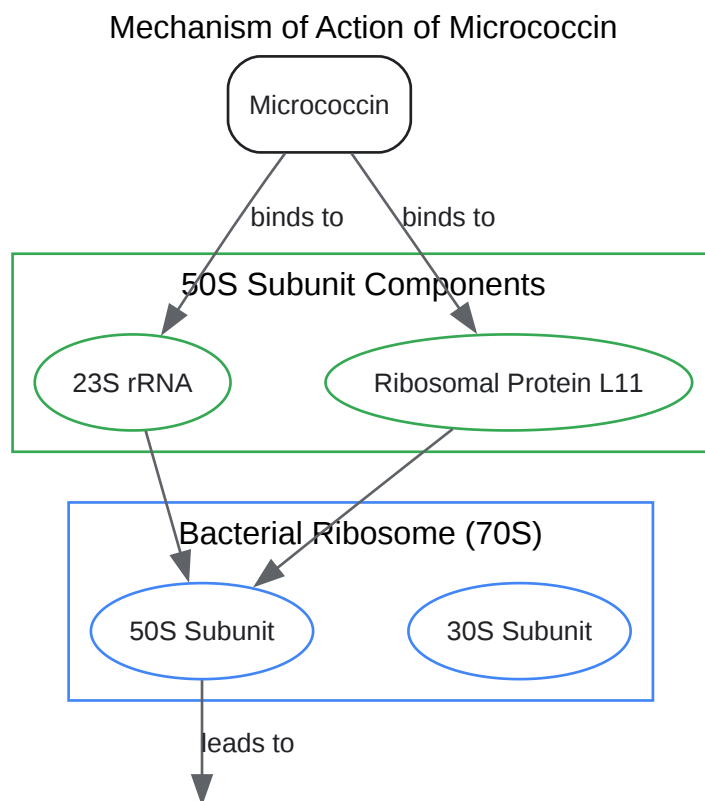 Mechanism of Action of Micrococcin
Micrococcin
binds to
binds to
50S Subunit Components
23S rRNA
Ribosomal Protein L11
Bacterial Ribosome (70S)
50S Subunit
30S Subunit
leads to